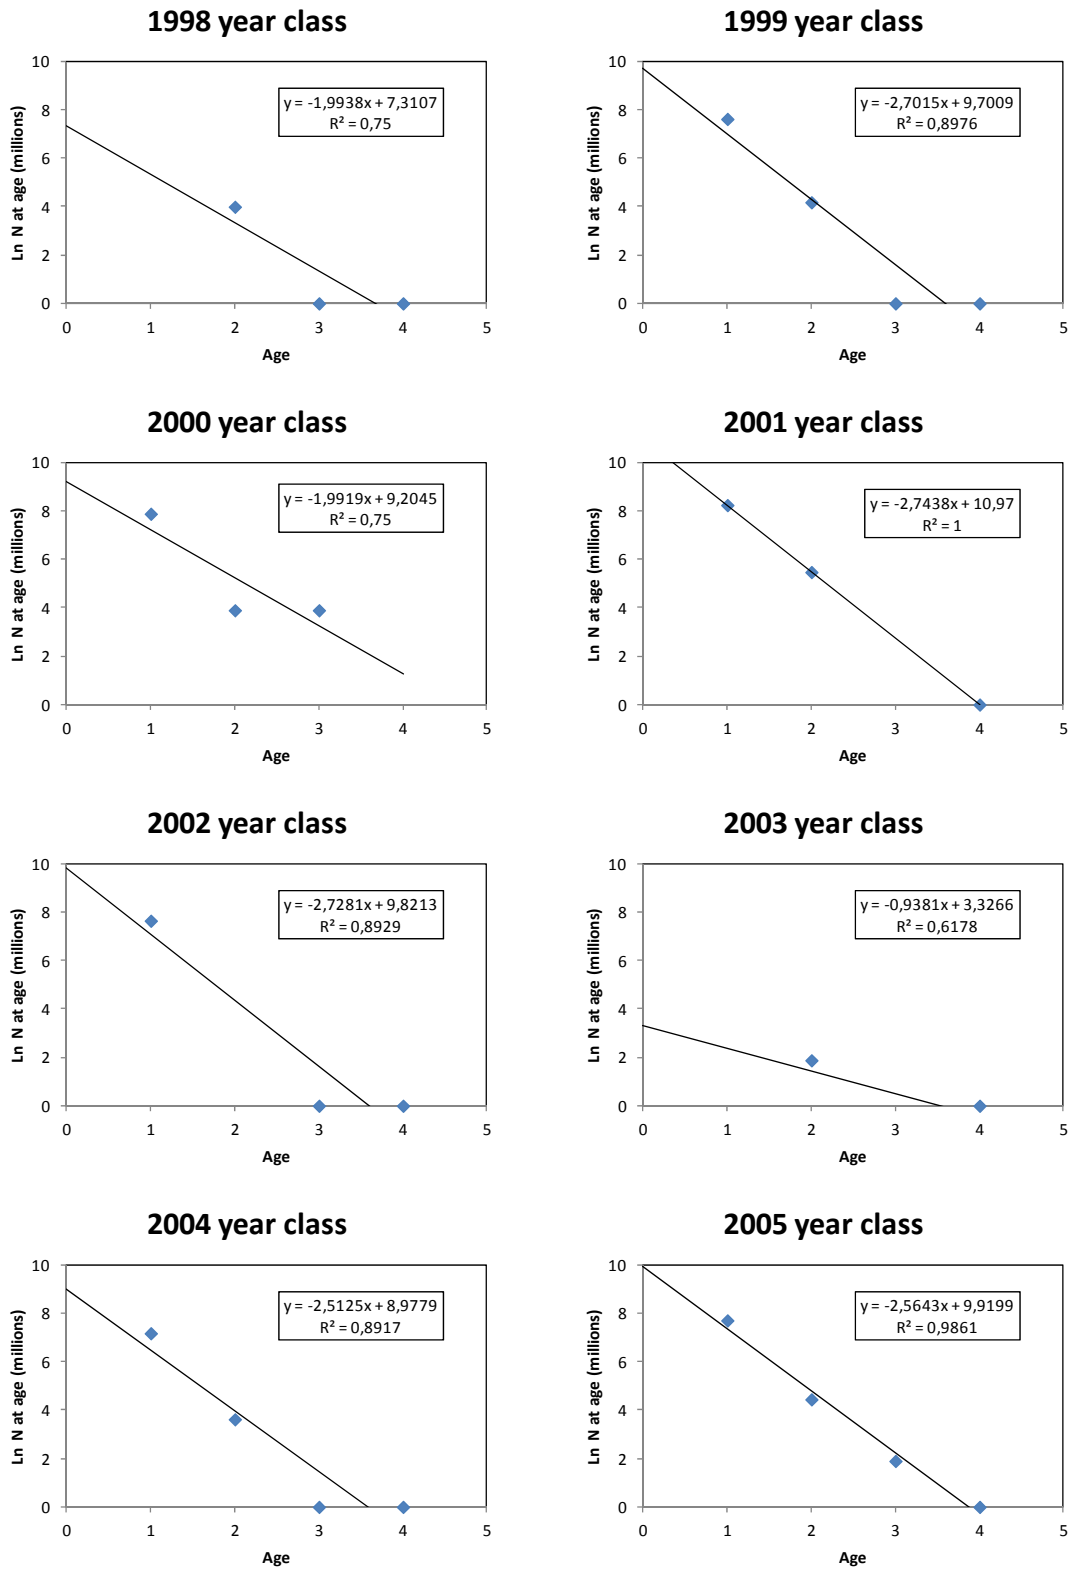 1998 year class
10
8
6
4
2
0
0 1 2 3 4 5
Ln N at age (millions)
Age
y = -1,9938x + 7,3107
R² = 0,75
1999 year class
10
8
6
4
2
0
0 1 2 3 4 5
Ln N at age (millions)
Age
y = -2,7015x + 9,7009
R² = 0,8976
2000 year class
10
8
6
4
2
0
0 1 2 3 4 5
Ln N at age (millions)
Age
y = -1,9919x + 9,2045
R² = 0,75
2001 year class
10
8
6
4
2
0
0 1 2 3 4 5
Ln N at age (millions)
Age
y = -2,7438x + 10,97
R² = 1
2002 year class
10
8
6
4
2
0
0 1 2 3 4 5
Ln N at age (millions)
Age
y = -2,7281x + 9,8213
R² = 0,8929
2003 year class
10
8
6
4
2
0
0 1 2 3 4 5
Ln N at age (millions)
Age
y = -0,9381x + 3,3266
R² = 0,6178
2004 year class
10
8
6
4
2
0
0 1 2 3 4 5
Ln N at age (millions)
Age
y = -2,5125x + 8,9779
R² = 0,8917
2005 year class
10
8
6
4
2
0
0 1 2 3 4 5
Ln N at age (millions)
Age
y = -2,5643x + 9,9199
R² = 0,9861